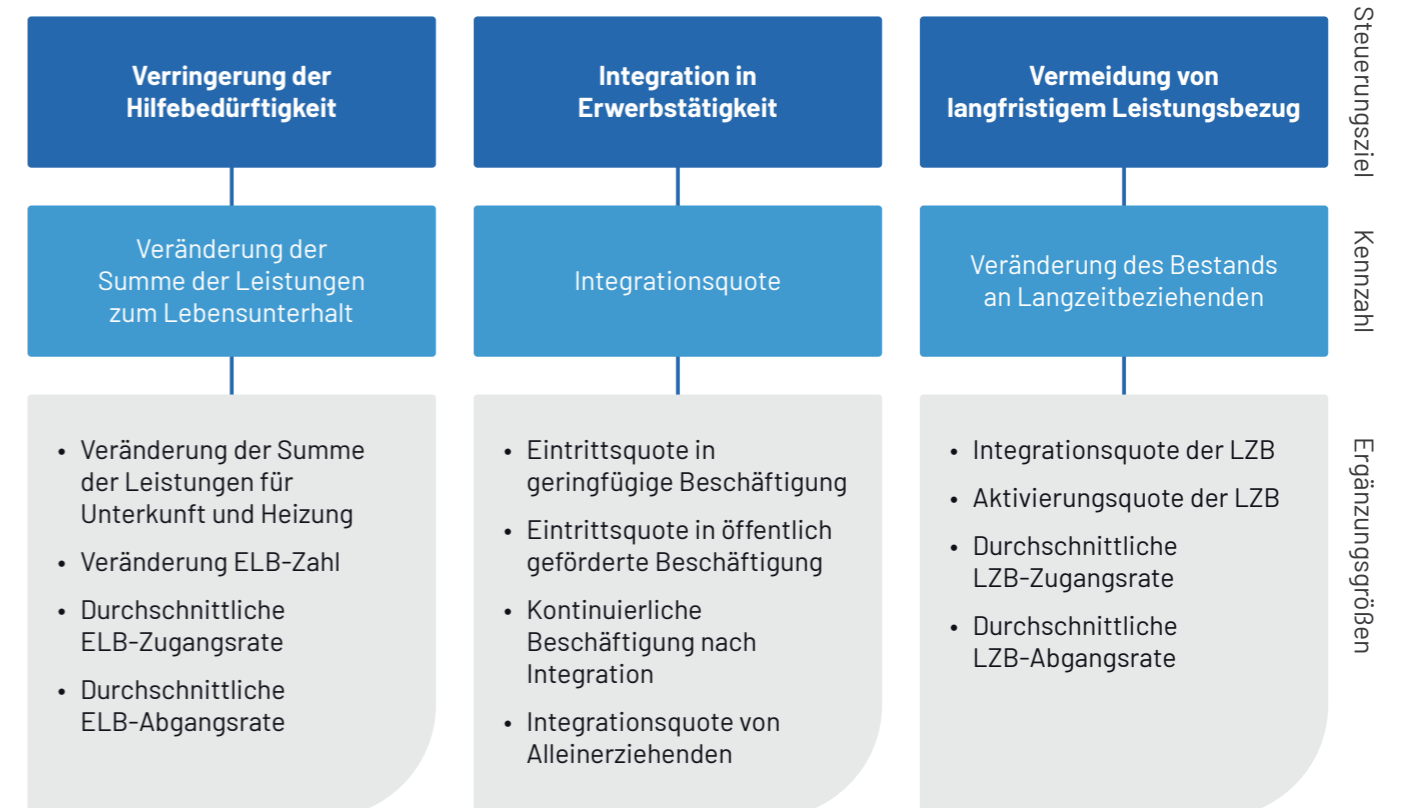 Verringerung der
Hilfebedürftigkeit
Integration in
Erwerbstätigkeit
Vermeidung von
langfristigem Leistungsbezug
Steuerungsziel
Veränderung der
Summe der Leistungen
zum Lebensunterhalt
Integrationsquote
Veränderung des Bestands
an Langzeitbeziehenden
Kennzahl
• Veränderung der Summe
der Leistungen für
Unterkunft und Heizung
• Veränderung ELB-Zahl
• Durchschnittliche
ELB-Zugangsrate
• Durchschnittliche
ELB-Abgangsrate
• Eintrittsquote in
geringfügige Beschäftigung
• Eintrittsquote in öffentlich
geförderte Beschäftigung
• Kontinuierliche
Beschäftigung nach
Integration
• Integrationsquote von
Alleinerziehenden
• Integrationsquote der LZB
• Aktivierungsquote der LZB
• Durchschnittliche
LZB-Zugangsrate
• Durchschnittliche
LZB-Abgangsrate
Ergänzungsgrößen